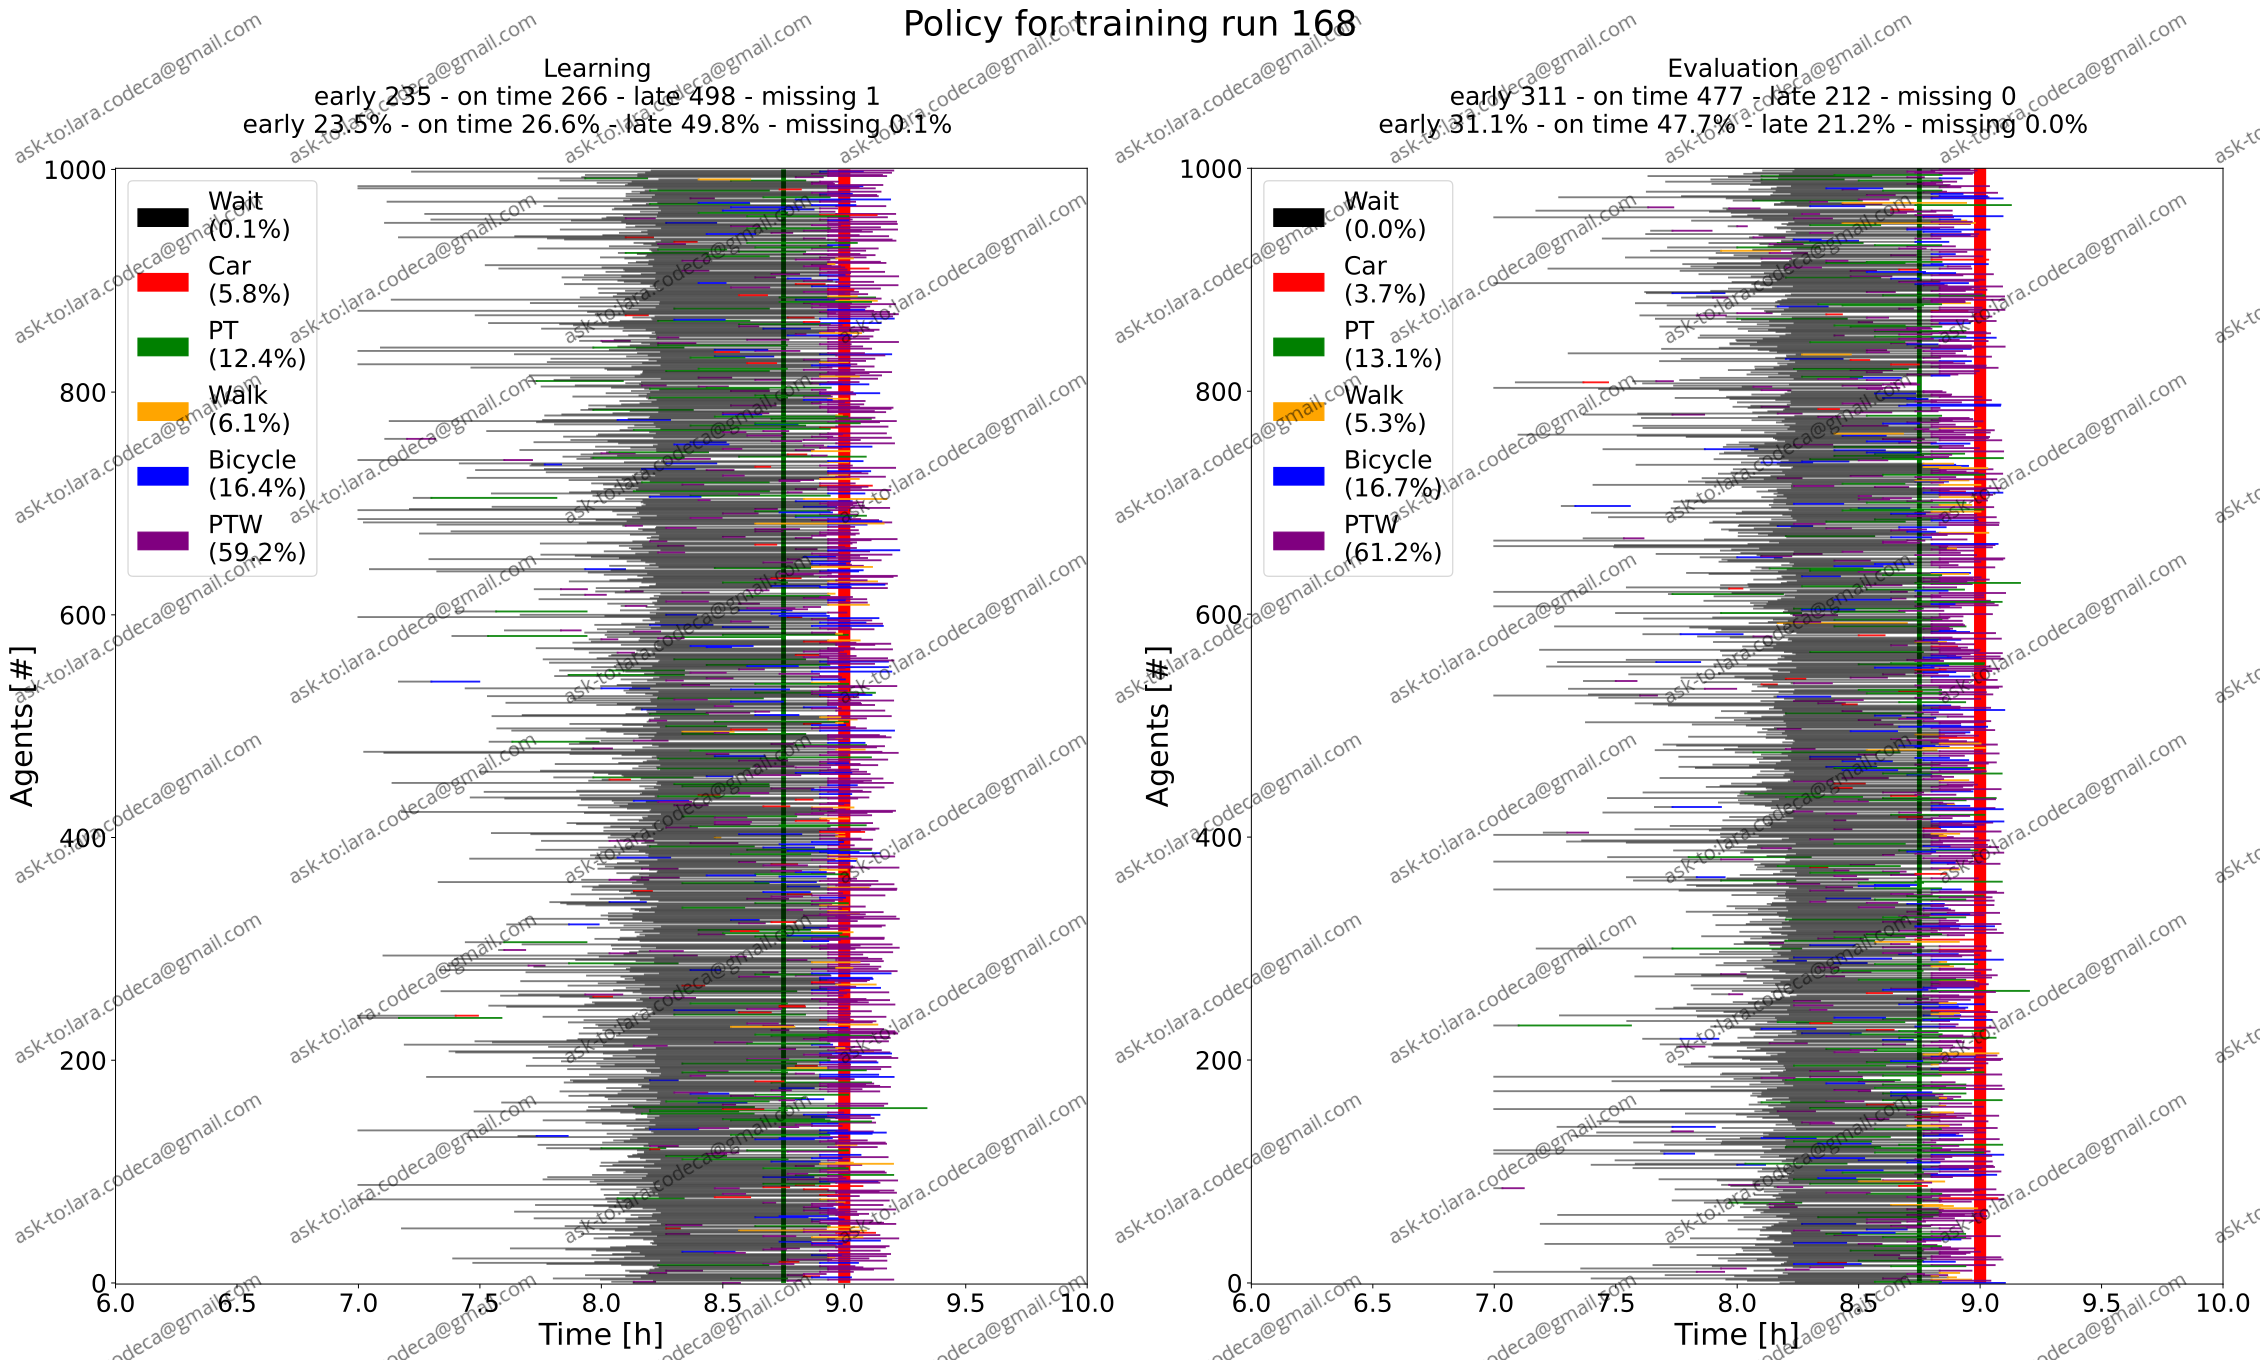 Policy for training run 168
Learning
early 235 - on time 266 - late 498 - missing 1
early 23.5% - on time 26.6% - late 49.8% - missing 0.1%
Evaluation
early 311 - on time 477 - late 212 - missing 0
early 31.1% - on time 47.7% - late 21.2% - missing 0.0%
Wait
(0.1%)
Car
(5.8%)
PT
(12.4%)
Walk
(6.1%)
Bicycle
(16.4%)
PTW
(59.2%)
1000
800
600
400
200
0
Agents [#]
6.0 6.5 7.0 7.5 8.0 8.5 9.0 9.5 10.0
Time [h]
Wait
(0.0%)
Car
(3.7%)
PT
(13.1%)
Walk
(5.3%)
Bicycle
(16.7%)
PTW
(61.2%)
1000
800
600
400
200
0
Agents [#]
6.0 6.5 7.0 7.5 8.0 8.5 9.0 9.5 10.0
Time [h]
ask-to:lara.codeca@gmail.com